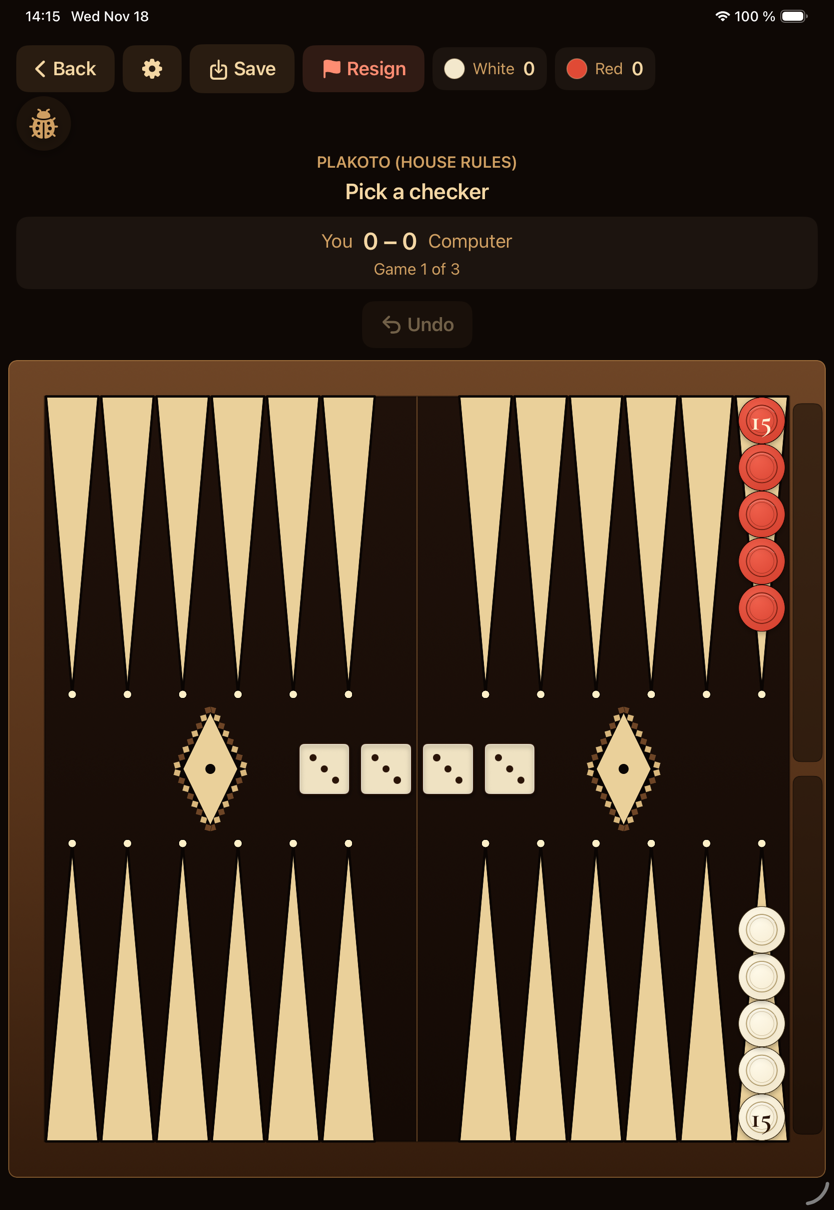 14:15 Wed Nov 18 100 %
Back Save Resign White 0 Red 0
PLAKOTO (HOUSE RULES)
Pick a checker
You 0 – 0 Computer
Game 1 of 3
Undo
15
15